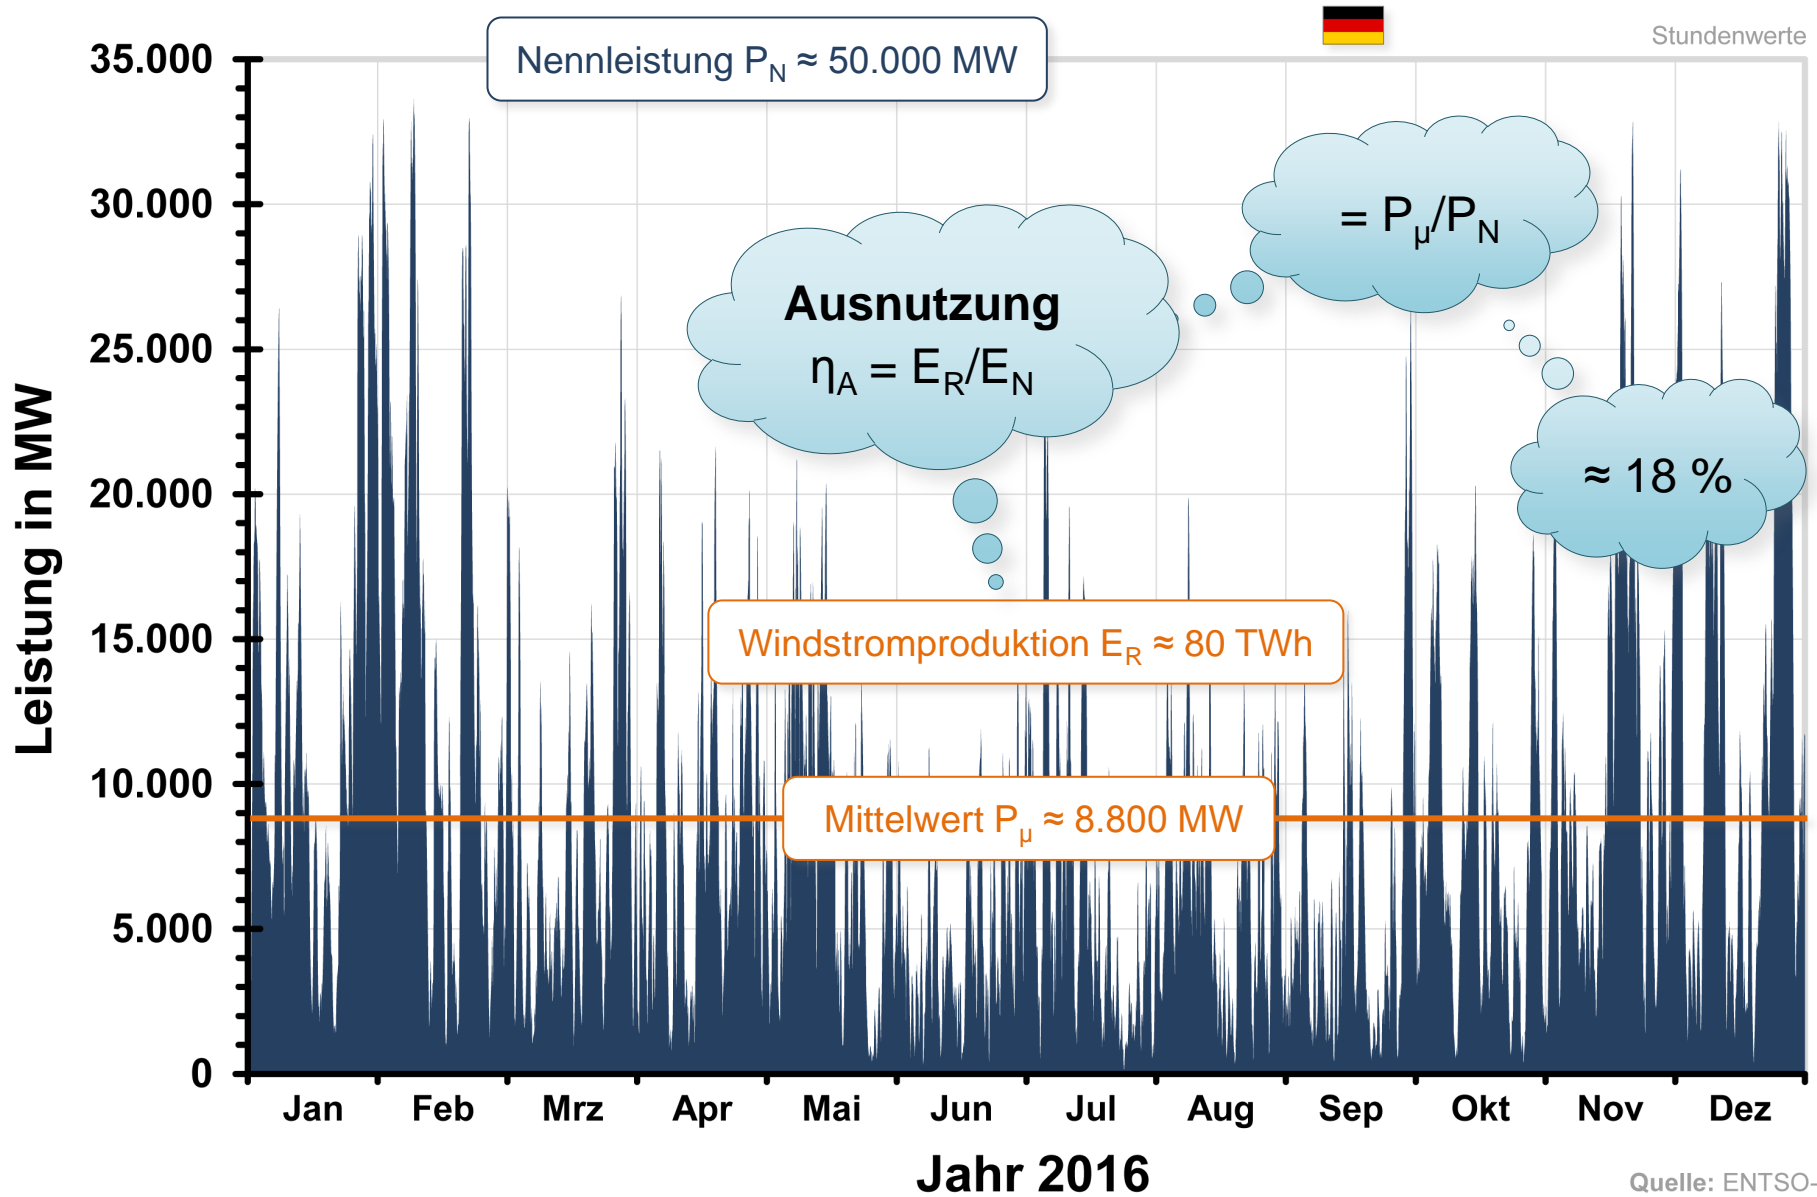 Stundenwerte
Nennleistung P_N ≈ 50.000 MW
35.000
30.000
25.000
20.000
15.000
10.000
5.000
0
Leistung in MW
= P_μ/P_N
Ausnutzung
η_A = E_R/E_N
≈ 18 %
Windstromproduktion E_R ≈ 80 TWh
Mittelwert P_μ ≈ 8.800 MW
Jan Feb Mrz Apr Mai Jun Jul Aug Sep Okt Nov Dez
Jahr 2016
Quelle: ENTSO-